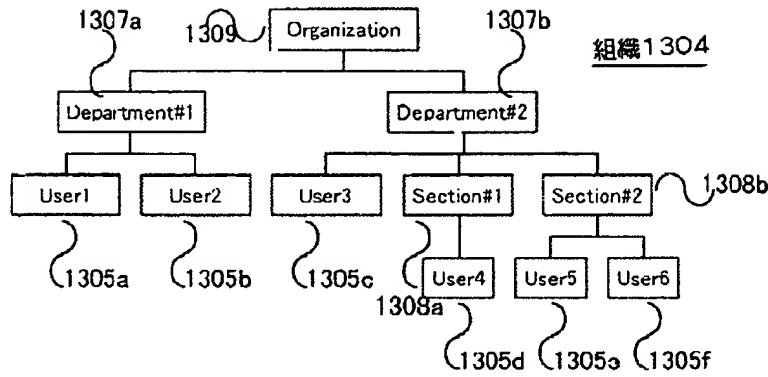 1307a
1309
Organization
1307b
組織1304
Department#1
Department#2
User1
User2
User3
Section#1
Section#2
1308b
1305a
1305b
1305c
1308a
User4
User5
User6
1305d
1305e
1305f